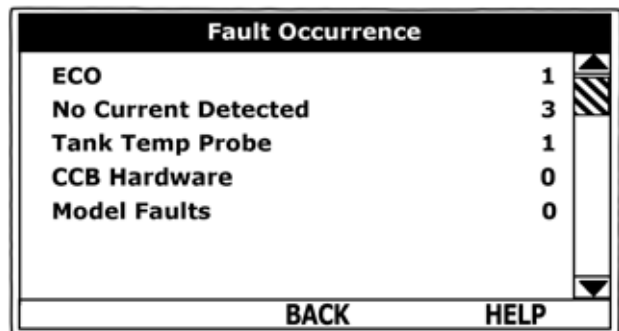 Fault Occurrence
ECO 1
No Current Detected 3
Tank Temp Probe 1
CCB Hardware 0
Model Faults 0
BACK HELP